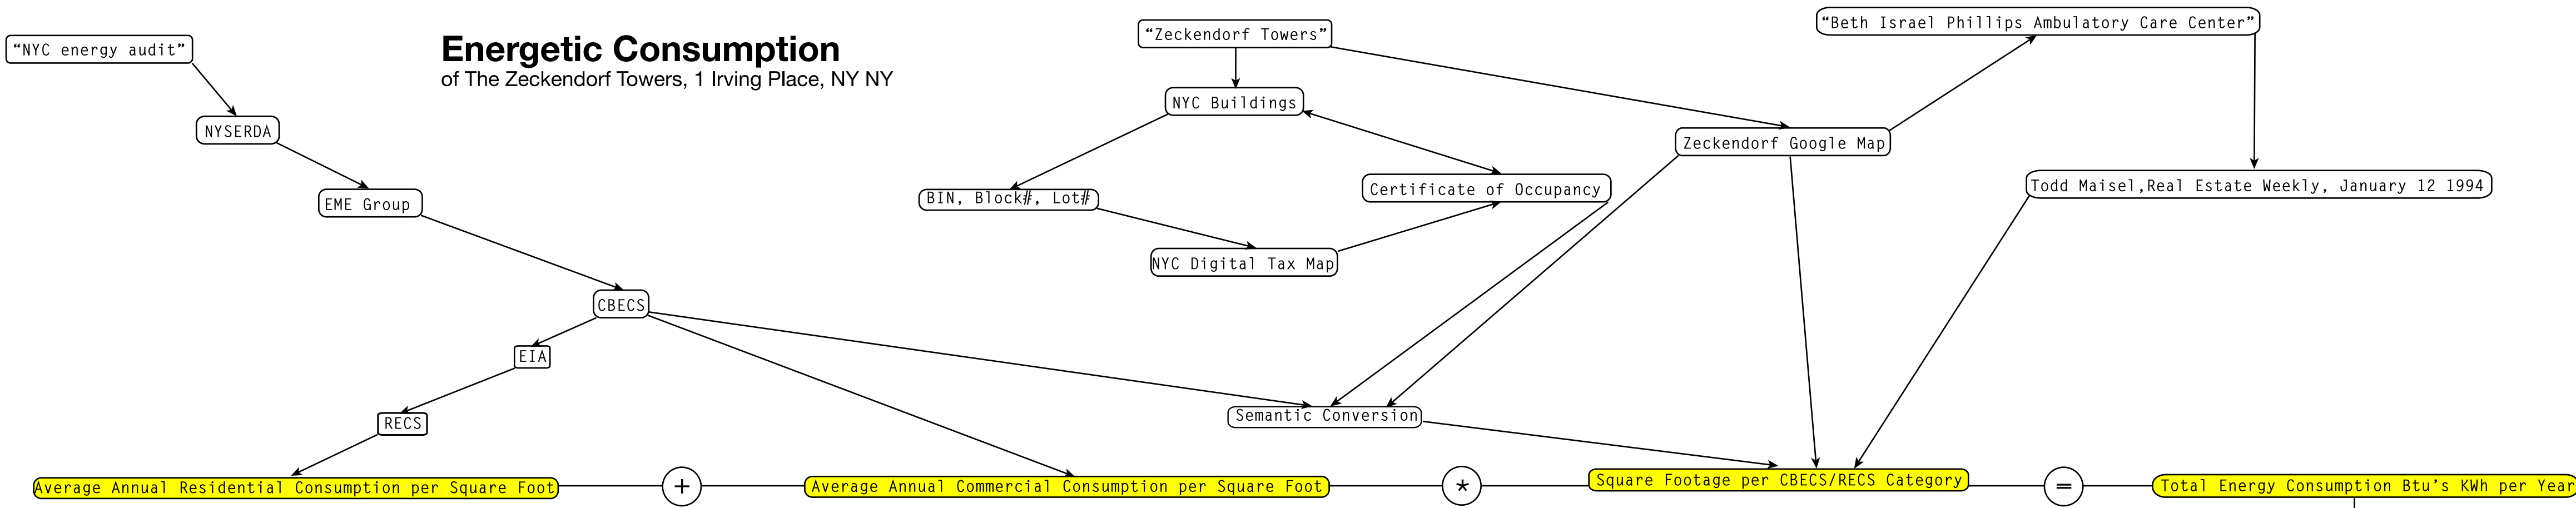 "Beth Israel Phillips Ambulatory Care Center"
"Zeckendorf Towers"
"NYC energy audit"
Energetic Consumption
of The Zeckendorf Towers, 1 Irving Place, NY NY
NYC Buildings
NYSERDA
Zeckendorf Google Map
Todd Maisel,Real Estate Weekly, January 12 1994
Certificate of Occupancy
BIN, Block#, Lot#
EME Group
NYC Digital Tax Map
CBECS
EIA
Semantic Conversion
RECS
Average Annual Residential Consumption per Square Foot
+
Average Annual Commercial Consumption per Square Foot
*
Square Footage per CBECS/RECS Category
=
Total Energy Consumption Btu's KWh per Year